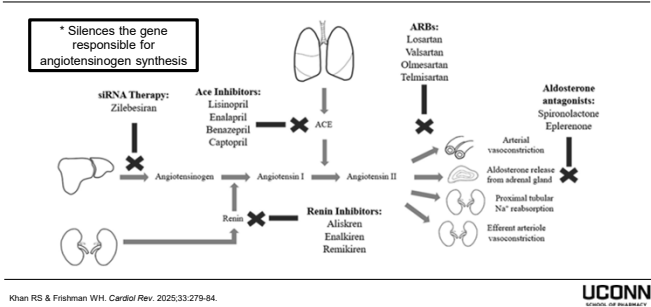 * Silences the gene
responsible for
angiotensinogen synthesis
siRNA Therapy:
Zilebesiran
Ace Inhibitors:
Lisinopril
Enalapril
Benazepril
Captopril
ACE
ARBs:
Losartan
Valsartan
Olmesartan
Telmisartan
Aldosterone
antagonists:
Spironolactone
Eplerenone
Angiotensinogen
Angiotensin I
Angiotensin II
Arterial
vasoconstriction
Aldosterone release
from adrenal gland
Proximal tubular
Na⁺ reabsorption
Efferent arteriole
vasoconstriction
Renin
Renin Inhibitors:
Aliskren
Enalkiren
Remikiren
Khan RS & Frishman WH. Cardiol Rev. 2025;33:279-84.
UCONN
SCHOOL OF PHARMACY